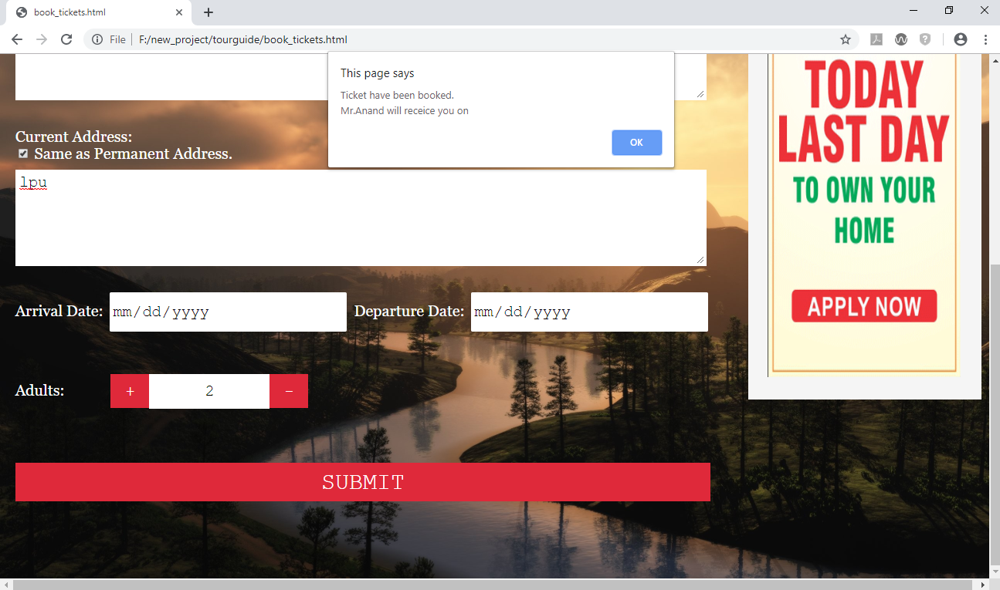 book_tickets.html
File | F:/new_project/tourguide/book_tickets.html
This page says
Ticket have been booked.
Mr.Anand will receice you on
OK
Current Address:
Same as Permanent Address.
lpu
Arrival Date: mm/dd/yyyy Departure Date: mm/dd/yyyy
Adults: + 2 −
SUBMIT
TODAY
LAST DAY
TO OWN YOUR
HOME
APPLY NOW